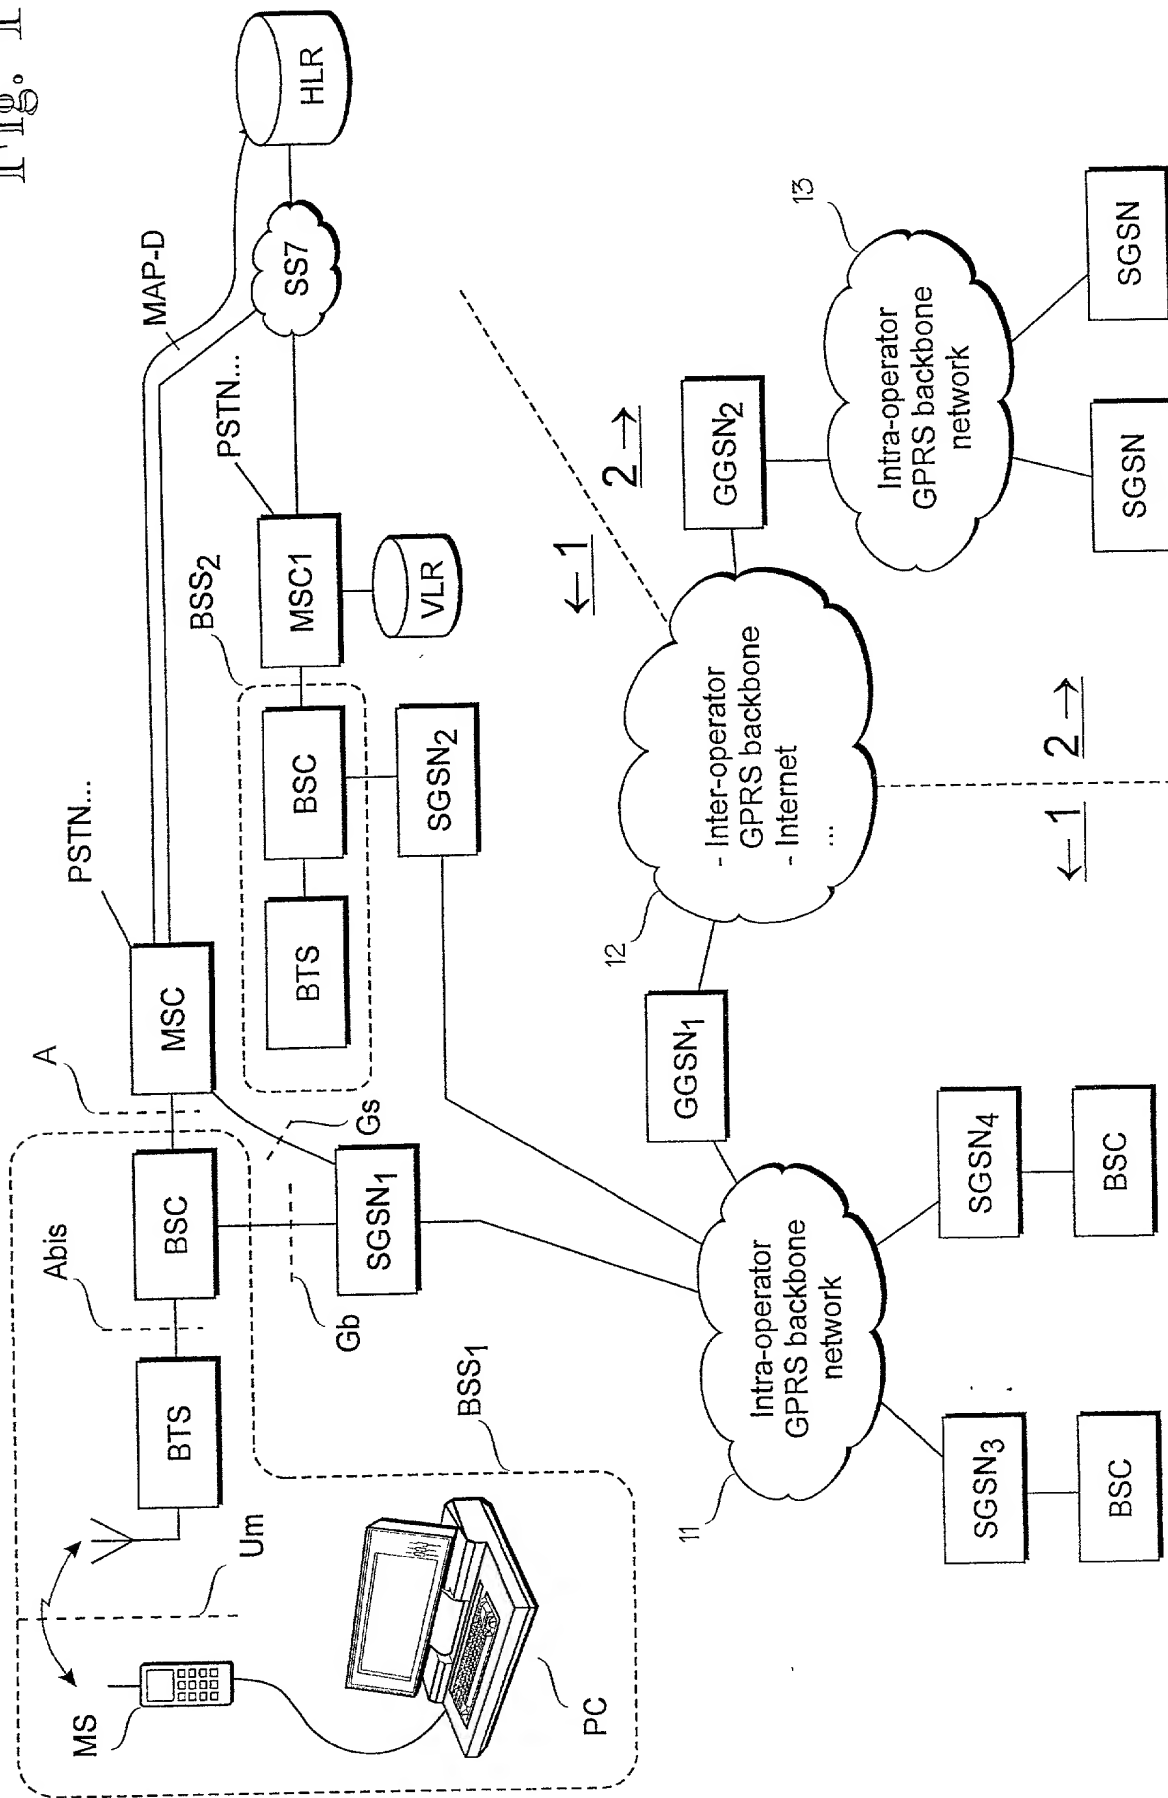 Fig. 1
MS
Um
BTS
Abis
BSC
A
MSC
PSTN...
MAP-D
HLR
SS7
PSTN...
MSC1
VLR
BSS2
BSC
BTS
SGSN2
Gs
Gb
SGSN1
BSS1
PC
11
Intra-operator
GPRS backbone
network
GGSN1
12
- Inter-operator
GPRS backbone
- Internet
...
← 1
2 →
GGSN2
13
Intra-operator
GPRS backbone
network
SGSN
SGSN
← 1
2 →
SGSN3
BSC
SGSN4
BSC